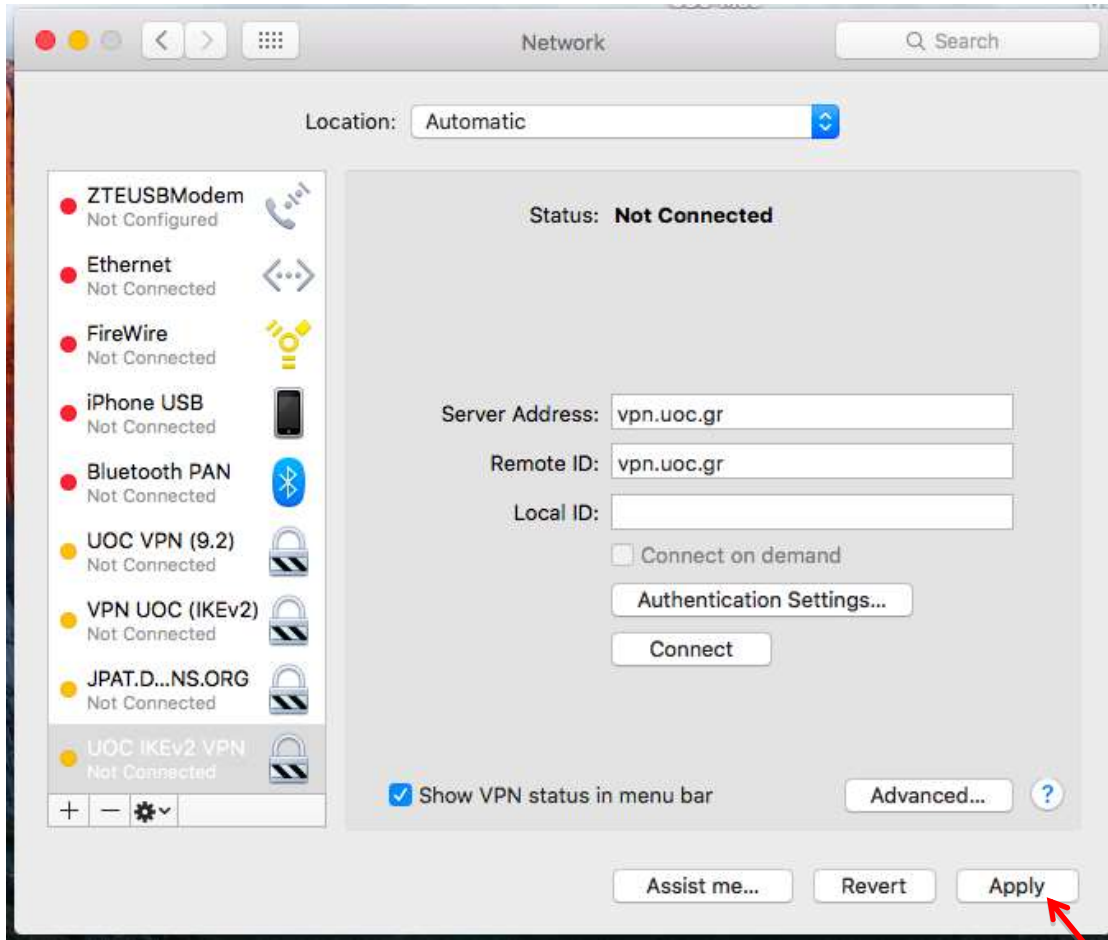 Network
Search
Location: Automatic
ZTEUSBModem
Not Configured
Ethernet
Not Connected
FireWire
Not Connected
iPhone USB
Not Connected
Bluetooth PAN
Not Connected
UOC VPN (9.2)
Not Connected
VPN UOC (IKEv2)
Not Connected
JPAT.D...NS.ORG
Not Connected
UOC IKEv2 VPN
Not Connected
Status: Not Connected
Server Address: vpn.uoc.gr
Remote ID: vpn.uoc.gr
Local ID:
Connect on demand
Authentication Settings...
Connect
Show VPN status in menu bar
Advanced... ?
Assist me... Revert Apply